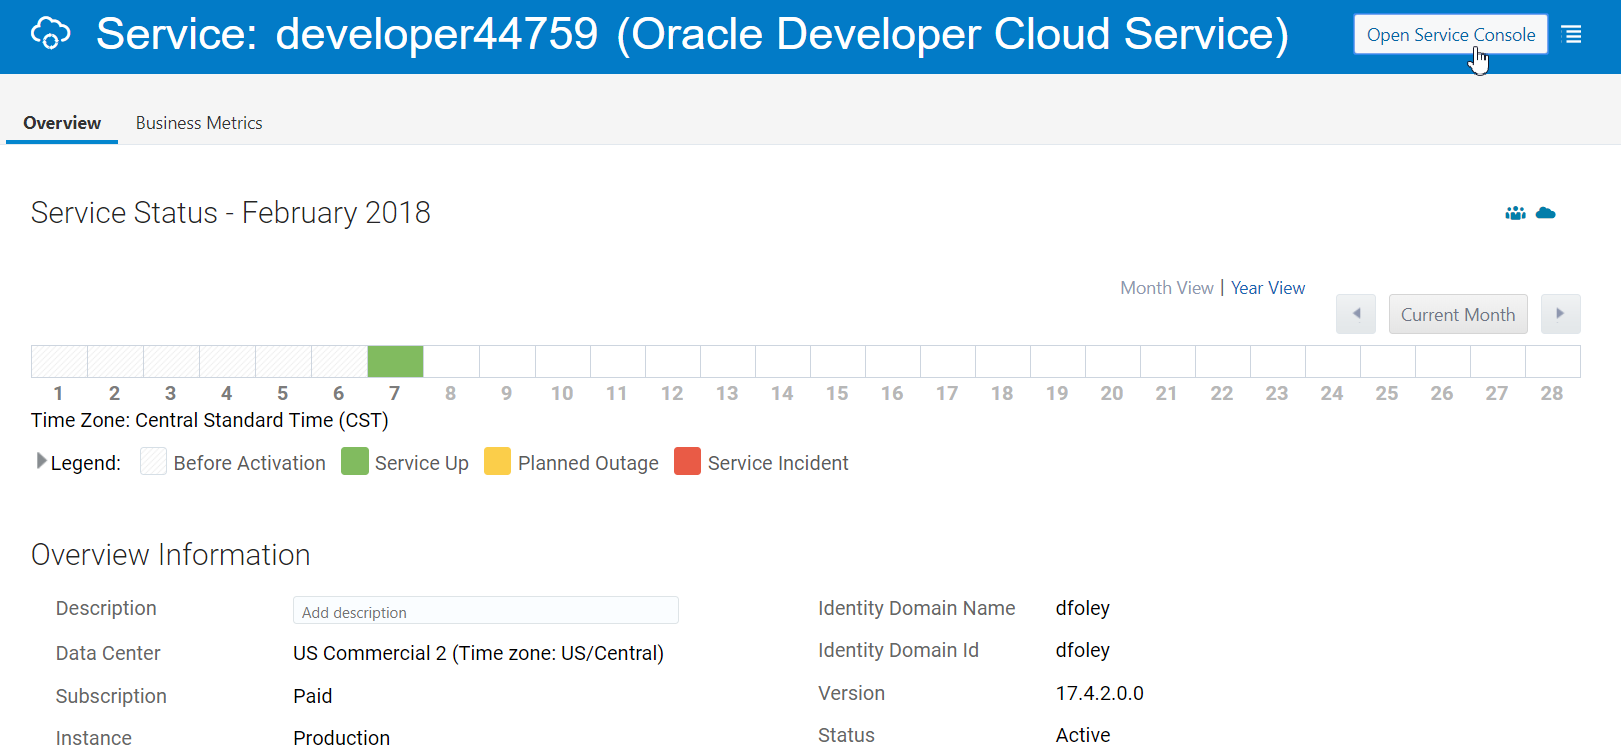 Service: developer44759 (Oracle Developer Cloud Service)
Open Service Console
Overview
Business Metrics
Service Status - February 2018
Month View | Year View
Current Month
1 2 3 4 5 6 7 8 9 10 11 12 13 14 15 16 17 18 19 20 21 22 23 24 25 26 27 28
Time Zone: Central Standard Time (CST)
Legend: Before Activation Service Up Planned Outage Service Incident
Overview Information
Description Add description
Data Center US Commercial 2 (Time zone: US/Central)
Subscription Paid
Instance Production
Identity Domain Name dfoley
Identity Domain Id dfoley
Version 17.4.2.0.0
Status Active